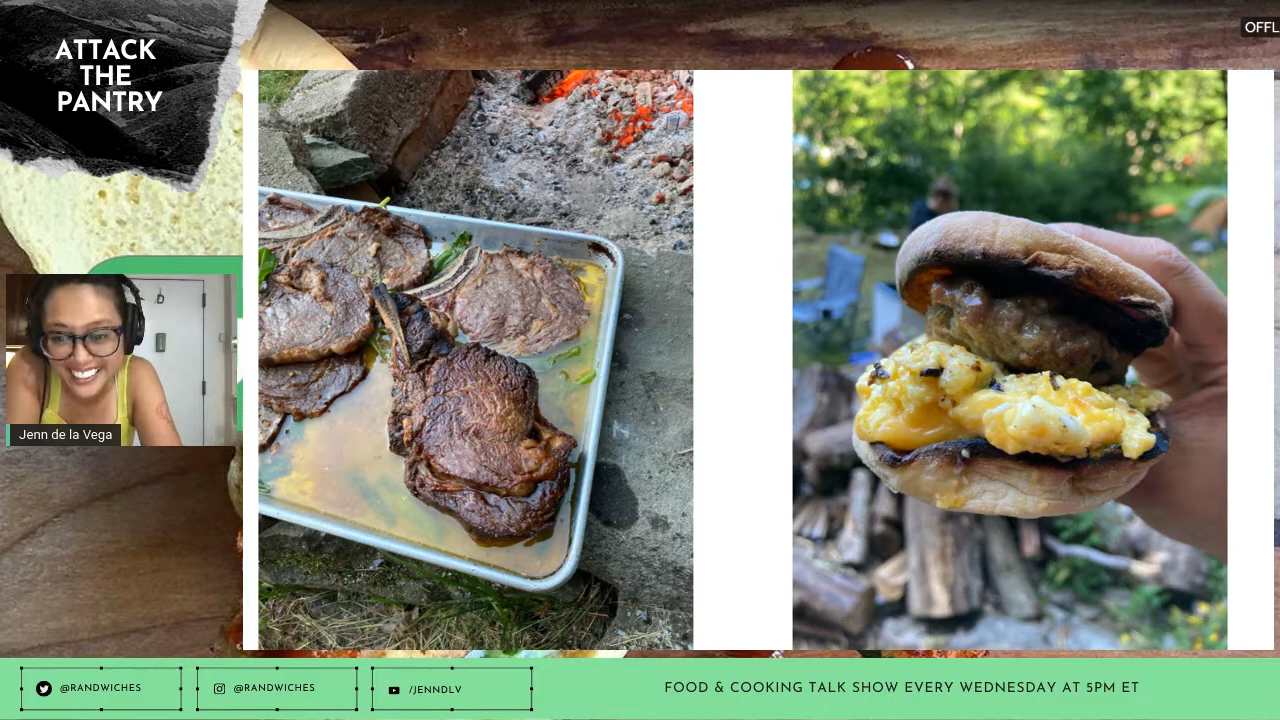 ATTACK
THE
PANTRY
OFFL
Jenn de la Vega
@RANDWICHES
@RANDWICHES
/JENNDLV
FOOD & COOKING TALK SHOW EVERY WEDNESDAY AT 5PM ET